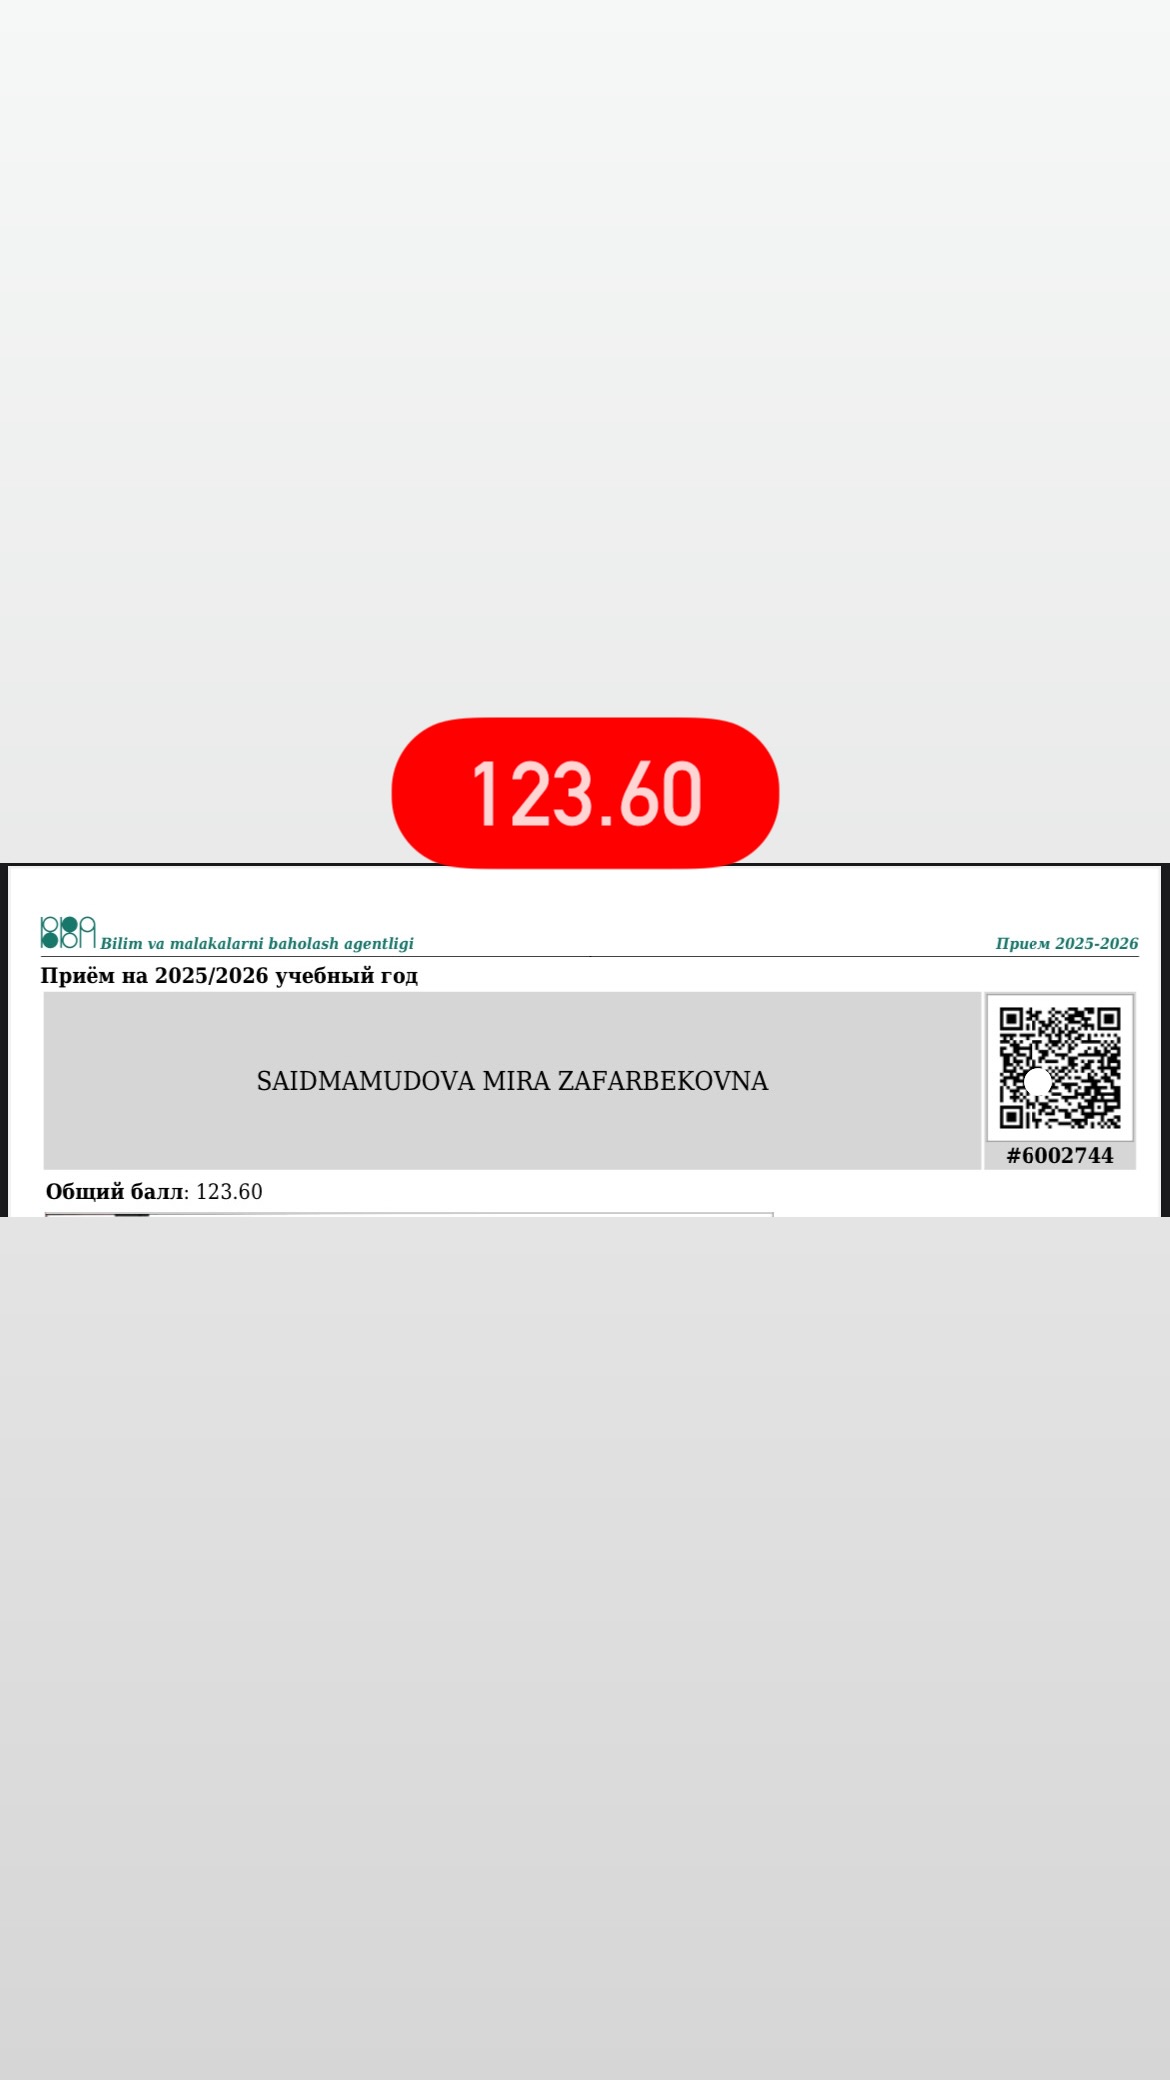 123.60
Bilim va malakalarni baholash agentligi
Прием 2025-2026
Приём на 2025/2026 учебный год
SAIDMAMUDOVA MIRA ZAFARBEKOVNA
#6002744
Общий балл: 123.60